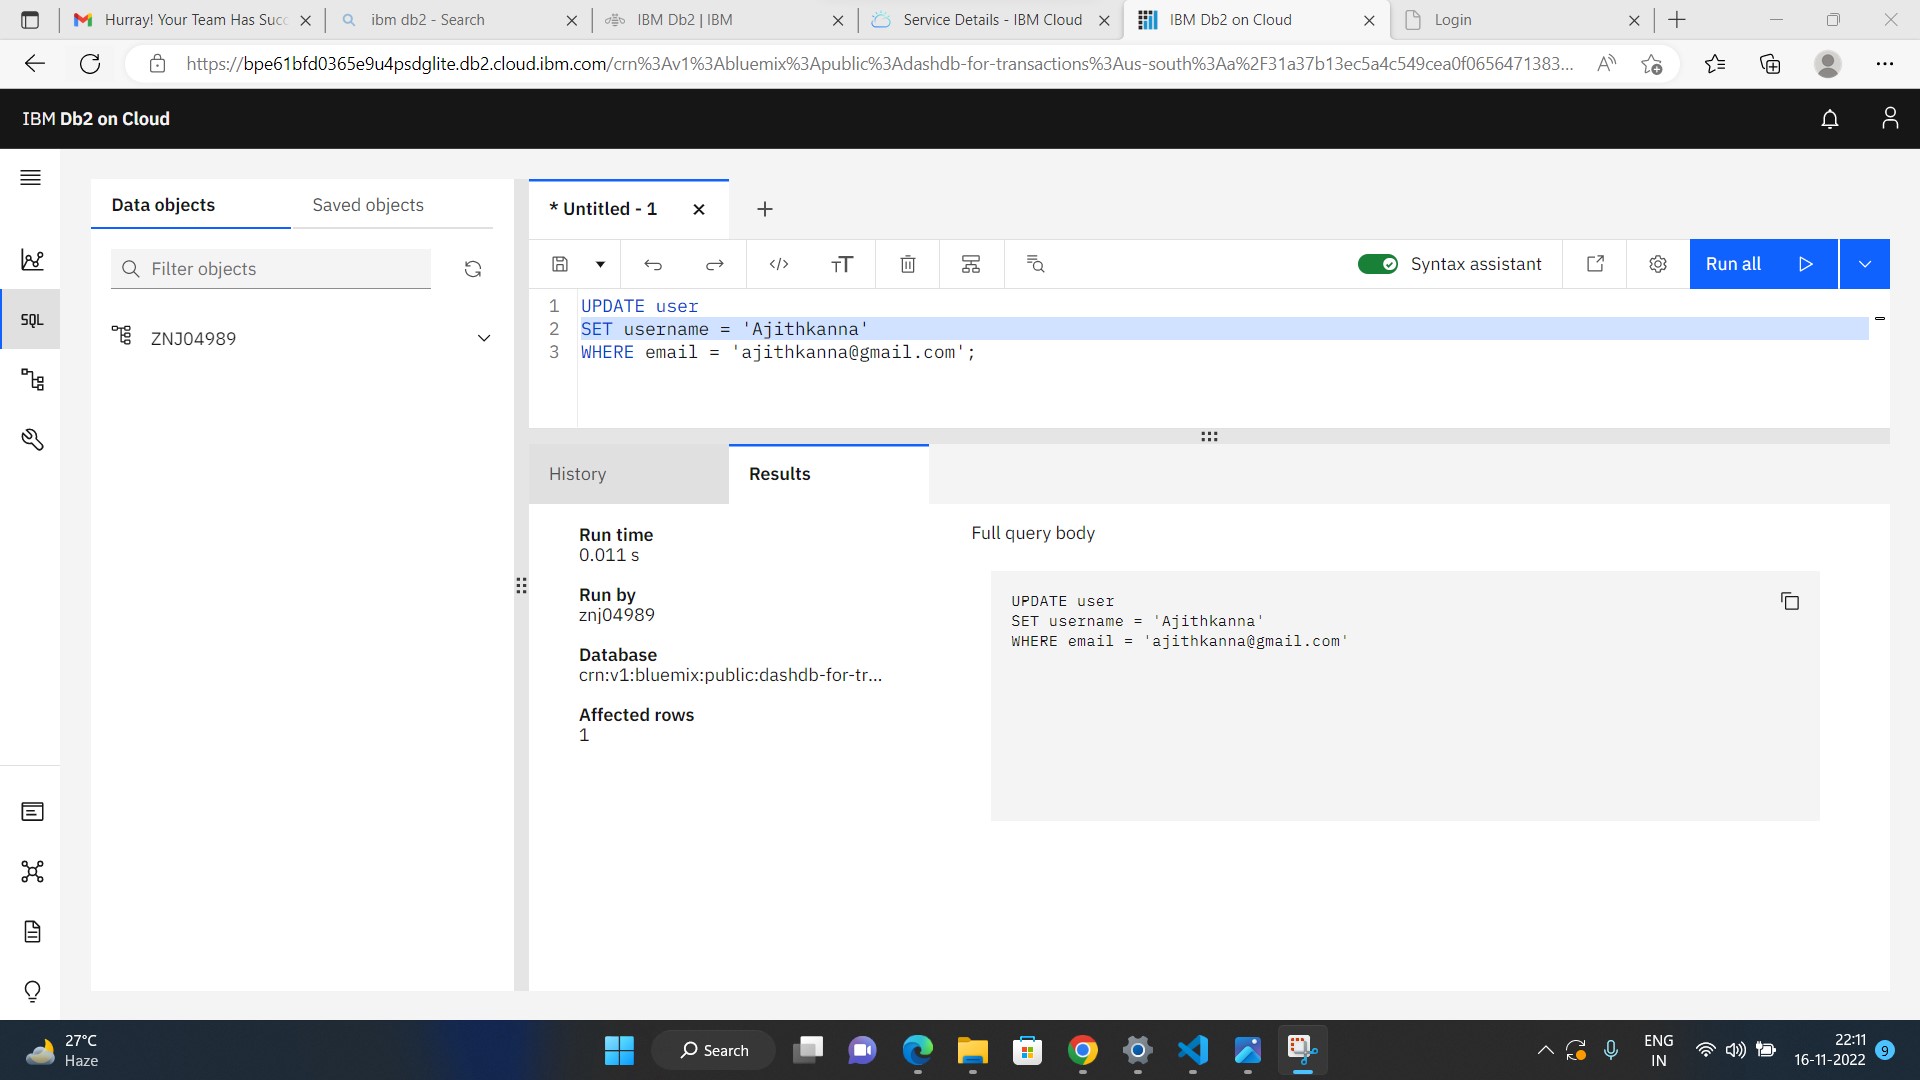 Hurray! Your Team Has Succ
ibm db2 - Search
IBM Db2 | IBM
Service Details - IBM Cloud
IBM Db2 on Cloud
Login
https://bpe61bfd0365e9u4psdglite.db2.cloud.ibm.com/crn%3Av1%3Abluemix%3Apublic%3Adashdb-for-transactions%3Aus-south%3Aa%2F31a37b13ec5a4c549cea0f0656471383...
IBM Db2 on Cloud
Data objects
Saved objects
Filter objects
SQL
ZNJ04989
* Untitled - 1
Syntax assistant
Run all
1 UPDATE user
2 SET username = 'Ajithkanna'
3 WHERE email = 'ajithkanna@gmail.com';
History
Results
Run time
0.011 s
Run by
znj04989
Database
crn:v1:bluemix:public:dashdb-for-tr...
Affected rows
1
Full query body
UPDATE user
SET username = 'Ajithkanna'
WHERE email = 'ajithkanna@gmail.com'
27°C
Haze
Search
ENG
IN
22:11
16-11-2022
9